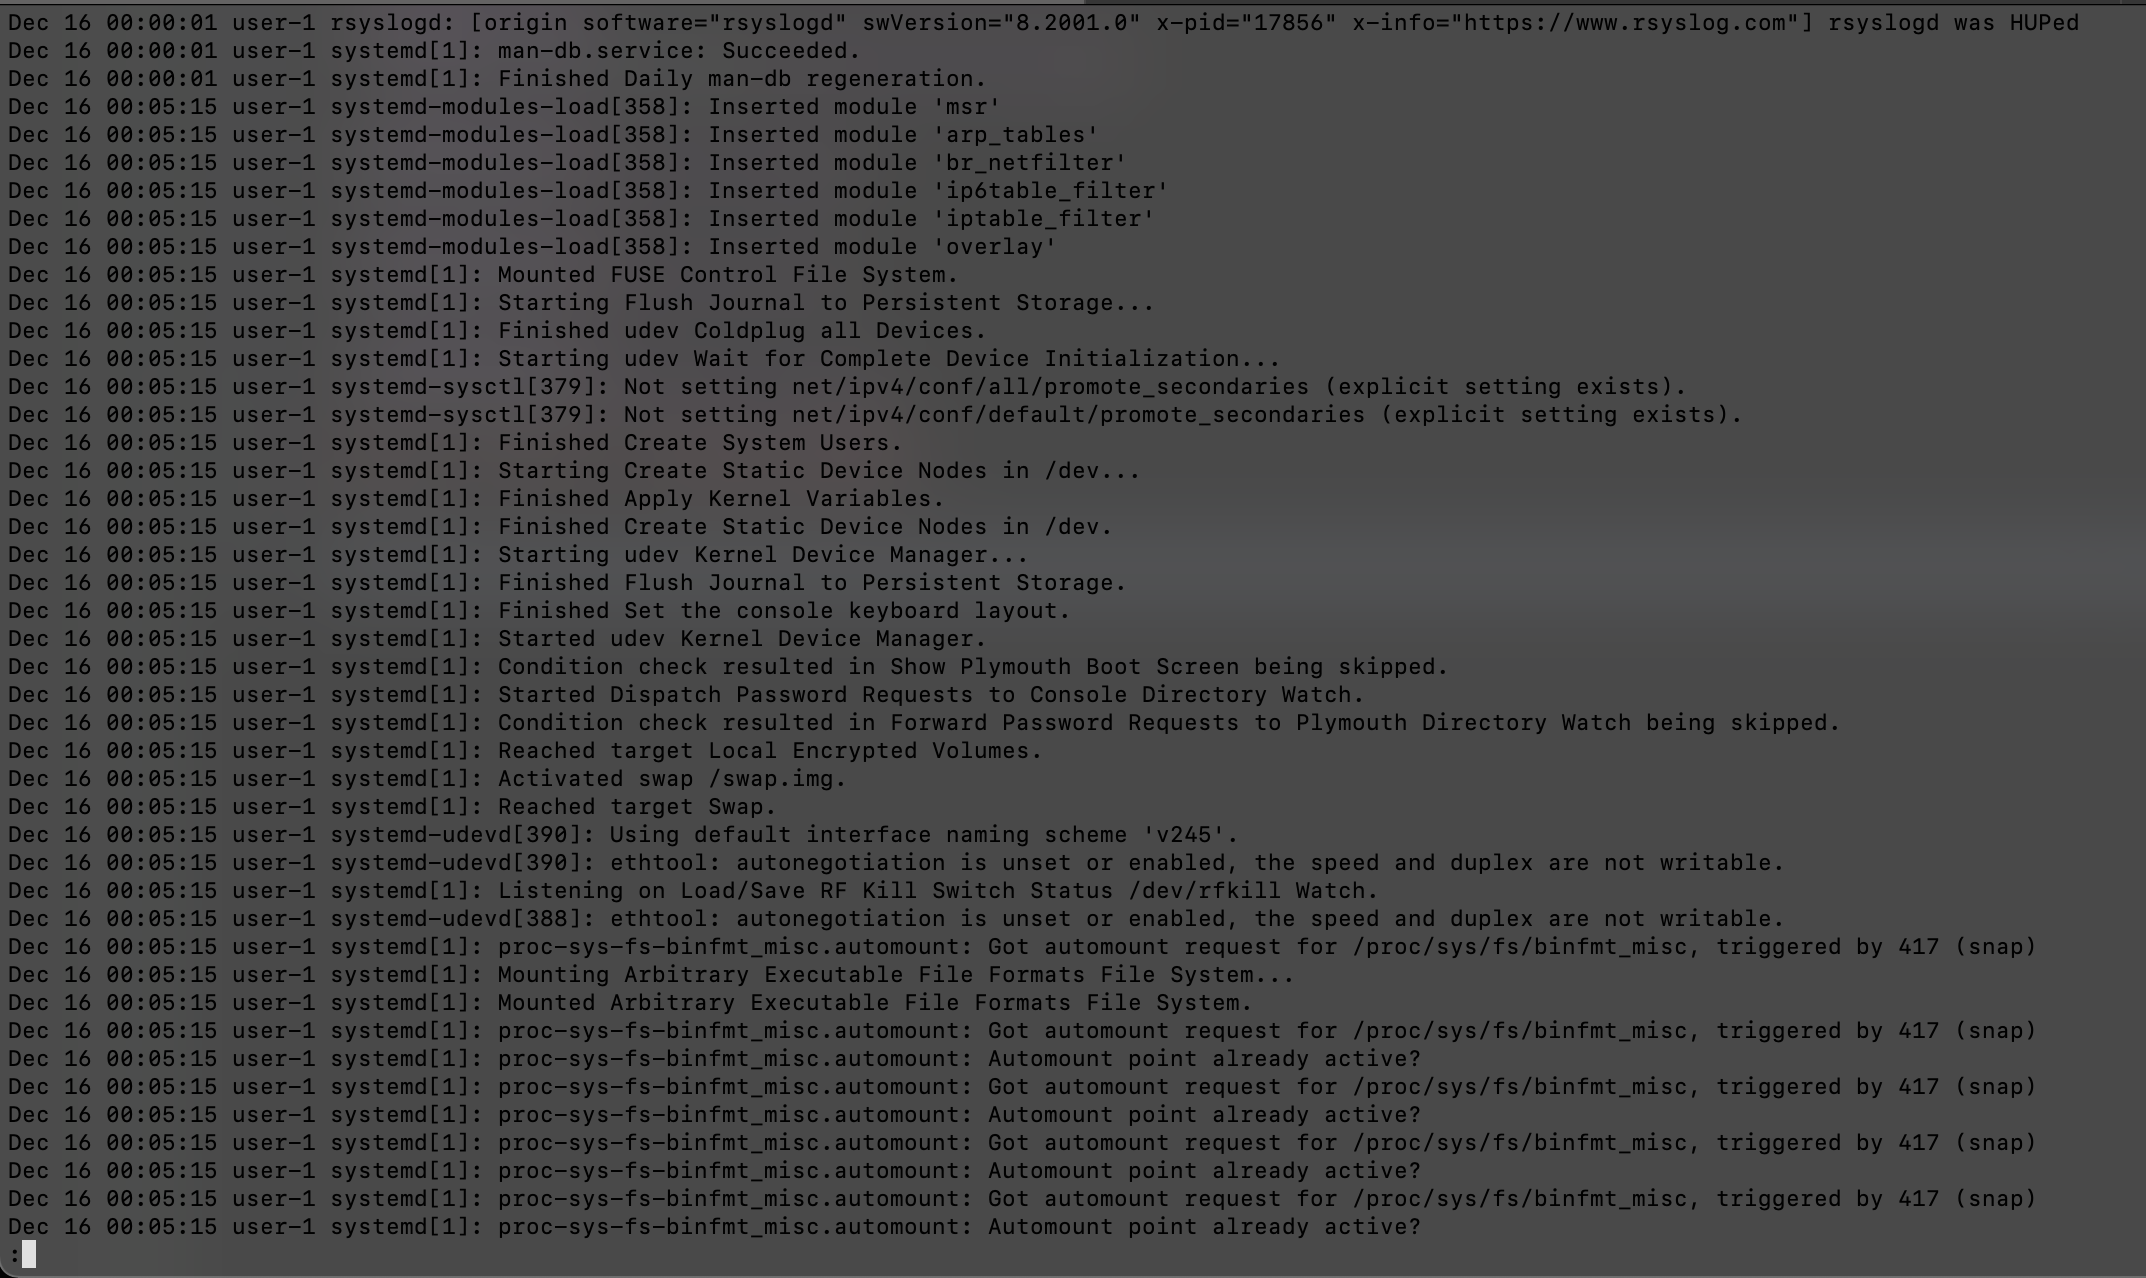 Dec 16 00:00:01 user-1 rsyslogd: [origin software="rsyslogd" swVersion="8.2001.0" x-pid="17856" x-info="https://www.rsyslog.com"] rsyslogd was HUPed
Dec 16 00:00:01 user-1 systemd[1]: man-db.service: Succeeded.
Dec 16 00:00:01 user-1 systemd[1]: Finished Daily man-db regeneration.
Dec 16 00:05:15 user-1 systemd-modules-load[358]: Inserted module 'msr'
Dec 16 00:05:15 user-1 systemd-modules-load[358]: Inserted module 'arp_tables'
Dec 16 00:05:15 user-1 systemd-modules-load[358]: Inserted module 'br_netfilter'
Dec 16 00:05:15 user-1 systemd-modules-load[358]: Inserted module 'ip6table_filter'
Dec 16 00:05:15 user-1 systemd-modules-load[358]: Inserted module 'iptable_filter'
Dec 16 00:05:15 user-1 systemd-modules-load[358]: Inserted module 'overlay'
Dec 16 00:05:15 user-1 systemd[1]: Mounted FUSE Control File System.
Dec 16 00:05:15 user-1 systemd[1]: Starting Flush Journal to Persistent Storage...
Dec 16 00:05:15 user-1 systemd[1]: Finished udev Coldplug all Devices.
Dec 16 00:05:15 user-1 systemd[1]: Starting udev Wait for Complete Device Initialization...
Dec 16 00:05:15 user-1 systemd-sysctl[379]: Not setting net/ipv4/conf/all/promote_secondaries (explicit setting exists).
Dec 16 00:05:15 user-1 systemd-sysctl[379]: Not setting net/ipv4/conf/default/promote_secondaries (explicit setting exists).
Dec 16 00:05:15 user-1 systemd[1]: Finished Create System Users.
Dec 16 00:05:15 user-1 systemd[1]: Starting Create Static Device Nodes in /dev...
Dec 16 00:05:15 user-1 systemd[1]: Finished Apply Kernel Variables.
Dec 16 00:05:15 user-1 systemd[1]: Finished Create Static Device Nodes in /dev.
Dec 16 00:05:15 user-1 systemd[1]: Starting udev Kernel Device Manager...
Dec 16 00:05:15 user-1 systemd[1]: Finished Flush Journal to Persistent Storage.
Dec 16 00:05:15 user-1 systemd[1]: Finished Set the console keyboard layout.
Dec 16 00:05:15 user-1 systemd[1]: Started udev Kernel Device Manager.
Dec 16 00:05:15 user-1 systemd[1]: Condition check resulted in Show Plymouth Boot Screen being skipped.
Dec 16 00:05:15 user-1 systemd[1]: Started Dispatch Password Requests to Console Directory Watch.
Dec 16 00:05:15 user-1 systemd[1]: Condition check resulted in Forward Password Requests to Plymouth Directory Watch being skipped.
Dec 16 00:05:15 user-1 systemd[1]: Reached target Local Encrypted Volumes.
Dec 16 00:05:15 user-1 systemd[1]: Activated swap /swap.img.
Dec 16 00:05:15 user-1 systemd[1]: Reached target Swap.
Dec 16 00:05:15 user-1 systemd-udevd[390]: Using default interface naming scheme 'v245'.
Dec 16 00:05:15 user-1 systemd-udevd[390]: ethtool: autonegotiation is unset or enabled, the speed and duplex are not writable.
Dec 16 00:05:15 user-1 systemd[1]: Listening on Load/Save RF Kill Switch Status /dev/rfkill Watch.
Dec 16 00:05:15 user-1 systemd-udevd[388]: ethtool: autonegotiation is unset or enabled, the speed and duplex are not writable.
Dec 16 00:05:15 user-1 systemd[1]: proc-sys-fs-binfmt_misc.automount: Got automount request for /proc/sys/fs/binfmt_misc, triggered by 417 (snap)
Dec 16 00:05:15 user-1 systemd[1]: Mounting Arbitrary Executable File Formats File System...
Dec 16 00:05:15 user-1 systemd[1]: Mounted Arbitrary Executable File Formats File System.
Dec 16 00:05:15 user-1 systemd[1]: proc-sys-fs-binfmt_misc.automount: Got automount request for /proc/sys/fs/binfmt_misc, triggered by 417 (snap)
Dec 16 00:05:15 user-1 systemd[1]: proc-sys-fs-binfmt_misc.automount: Automount point already active?
Dec 16 00:05:15 user-1 systemd[1]: proc-sys-fs-binfmt_misc.automount: Got automount request for /proc/sys/fs/binfmt_misc, triggered by 417 (snap)
Dec 16 00:05:15 user-1 systemd[1]: proc-sys-fs-binfmt_misc.automount: Automount point already active?
Dec 16 00:05:15 user-1 systemd[1]: proc-sys-fs-binfmt_misc.automount: Got automount request for /proc/sys/fs/binfmt_misc, triggered by 417 (snap)
Dec 16 00:05:15 user-1 systemd[1]: proc-sys-fs-binfmt_misc.automount: Automount point already active?
Dec 16 00:05:15 user-1 systemd[1]: proc-sys-fs-binfmt_misc.automount: Got automount request for /proc/sys/fs/binfmt_misc, triggered by 417 (snap)
Dec 16 00:05:15 user-1 systemd[1]: proc-sys-fs-binfmt_misc.automount: Automount point already active?
: